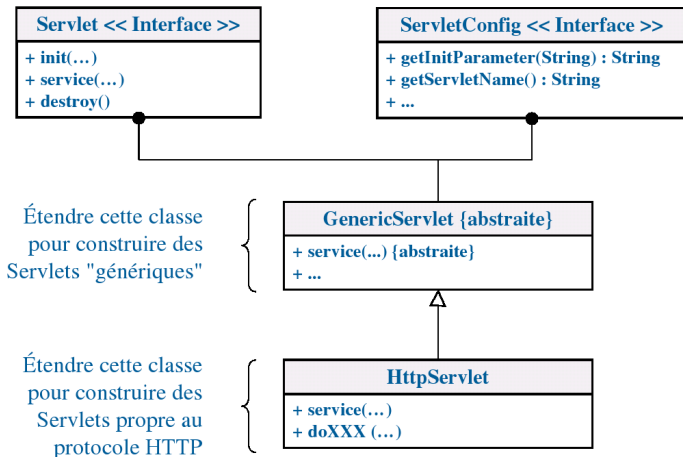 Servlet << Interface >>
+ init(…)
+ service(…)
+ destroy()
ServletConfig << Interface >>
+ getInitParameter(String) : String
+ getServletName() : String
+ ...
Étendre cette classe
pour construire des
Servlets "génériques"
GenericServlet {abstraite}
+ service(...) {abstraite}
+ ...
Étendre cette classe
pour construire des
Servlets propre au
protocole HTTP
HttpServlet
+ service(…)
+ doXXX (…)